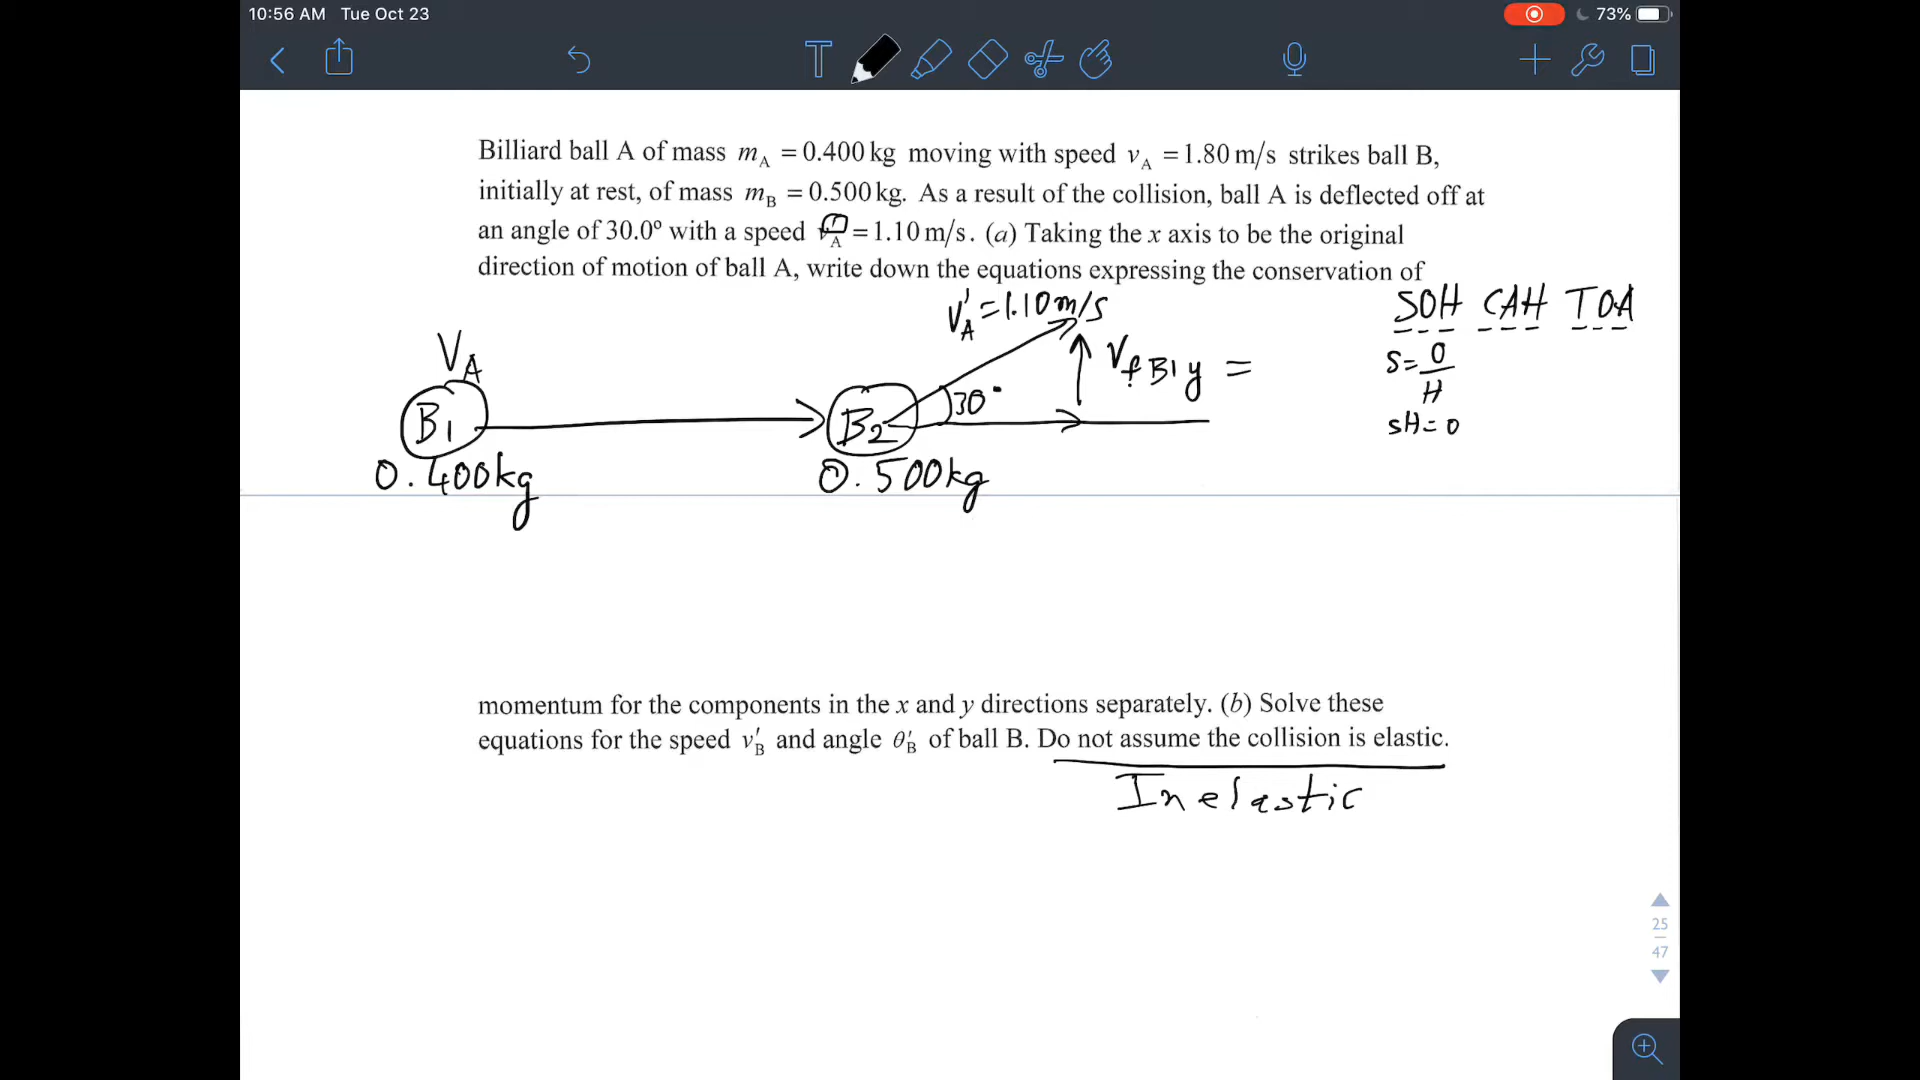 10:56 AM Tue Oct 23
73%
Billiard ball A of mass m_A = 0.400 kg moving with speed v_A = 1.80 m/s strikes ball B,
initially at rest, of mass m_B = 0.500 kg. As a result of the collision, ball A is deflected off at
an angle of 30.0° with a speed v'_A = 1.10 m/s. (a) Taking the x axis to be the original
direction of motion of ball A, write down the equations expressing the conservation of
V'_A = 1.10 m/s
SOH CAH TOA
V_A
V_fB1y =
S = O/H
B1
B2
30°
SH = O
0.400kg
0.500kg
momentum for the components in the x and y directions separately. (b) Solve these
equations for the speed v'_B and angle θ'_B of ball B. Do not assume the collision is elastic.
Inelastic
25
47